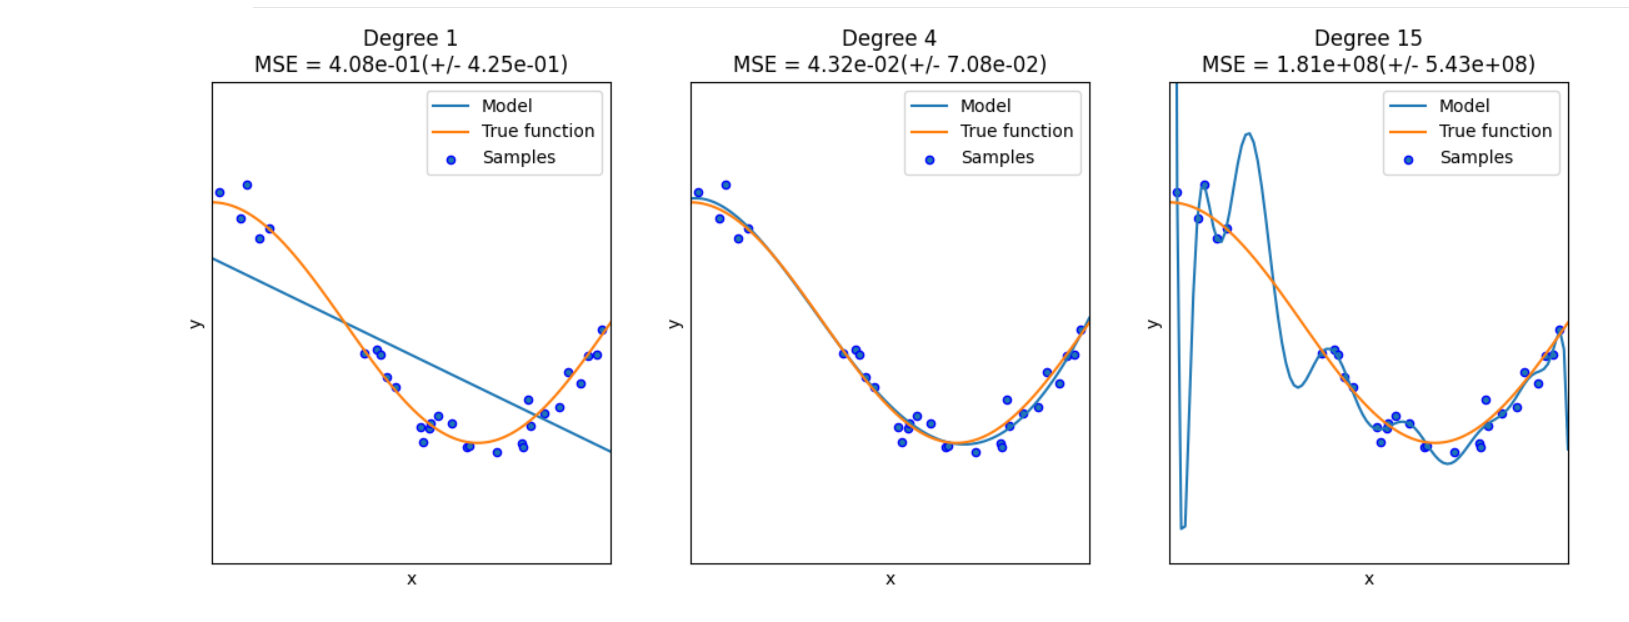 Degree 1
MSE = 4.08e-01(+/- 4.25e-01)
Model
True function
Samples
y
x
Degree 4
MSE = 4.32e-02(+/- 7.08e-02)
Model
True function
Samples
y
x
Degree 15
MSE = 1.81e+08(+/- 5.43e+08)
Model
True function
Samples
y
x